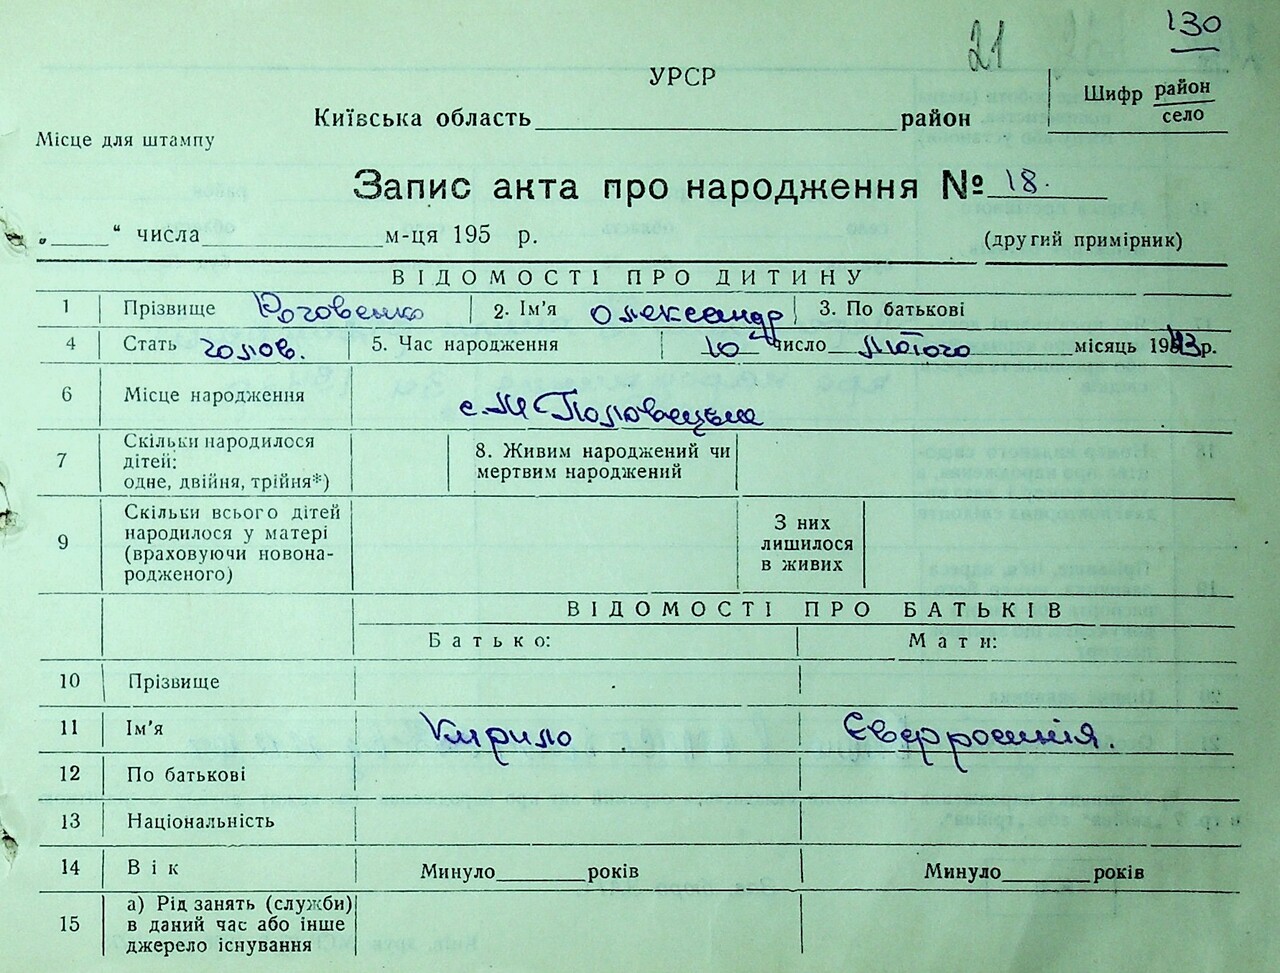 130
21
УРСР
Київська область район
Шифр район
село
Місце для штампу
Запис акта про народження № 18.
„ “ числа м-ця 195 р.
(другий примірник)
ВІДОМОСТІ ПРО ДИТИНУ
1 Прізвище Роговенко 2. Ім'я Олександр 3. По батькові
4 Стать чолов. 5. Час народження 10 число Лютого місяць 1943 р.
6 Місце народження с. М-Половецьке
7 Скільки народилося
дітей:
одне, двійня, трійня*)
8. Живим народжений чи
мертвим народжений
9 Скільки всього дітей
народилося у матері
(враховуючи новона-
родженого)
З них
лишилося
в живих
ВІДОМОСТІ ПРО БАТЬКІВ
Батько: Мати:
10 Прізвище
11 Ім'я Кирило Євфросинія.
12 По батькові
13 Національність
14 Вік Минуло років Минуло років
15 а) Рід занять (служби)
в даний час або інше
джерело існування